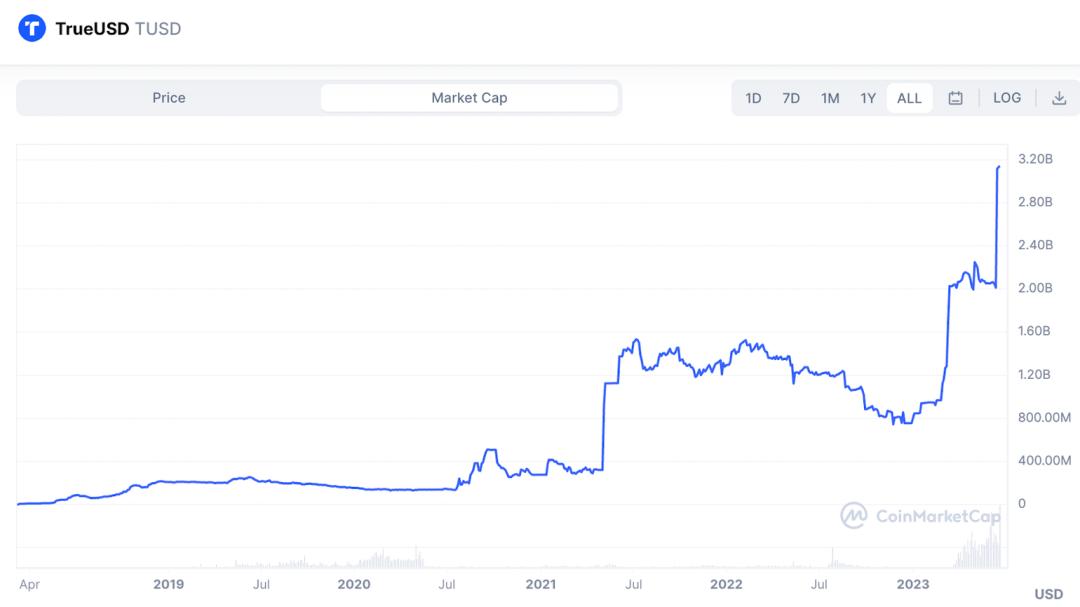 TrueUSD TUSD
Price Market Cap 1D 7D 1M 1Y ALL LOG
3.20B
2.80B
2.40B
2.00B
1.60B
1.20B
800.00M
400.00M
0
CoinMarketCap
Apr 2019 Jul 2020 Jul 2021 Jul 2022 Jul 2023
USD